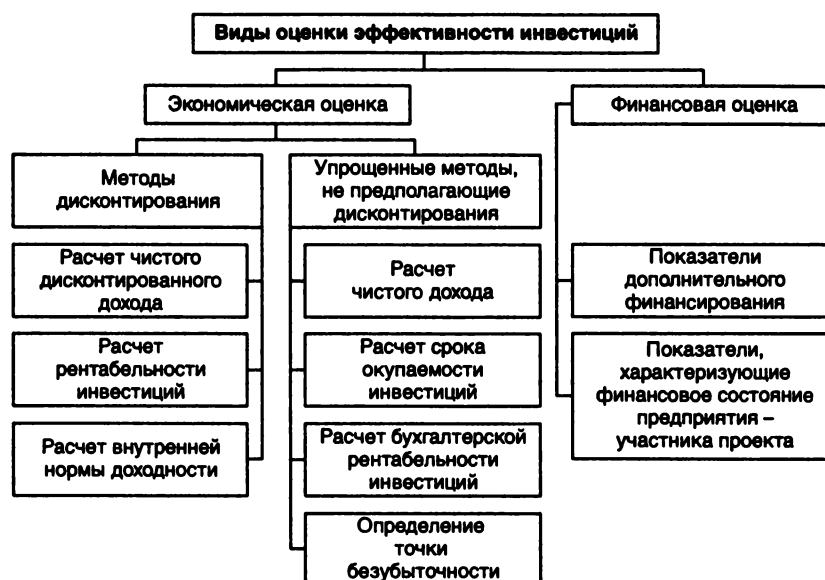 Виды оценки эффективности инвестиций
Экономическая оценка
Финансовая оценка
Методы
дисконтирования
Упрощенные методы,
не предполагающие
дисконтирования
Расчет чистого
дисконтированного
дохода
Расчет
чистого дохода
Показатели
дополнительного
финансирования
Расчет
рентабельности
инвестиций
Расчет срока
окупаемости
инвестиций
Показатели,
характеризующие
финансовое состояние
предприятия –
участника проекта
Расчет внутренней
нормы доходности
Расчет бухгалтерской
рентабельности
инвестиций
Определение
точки
безубыточности